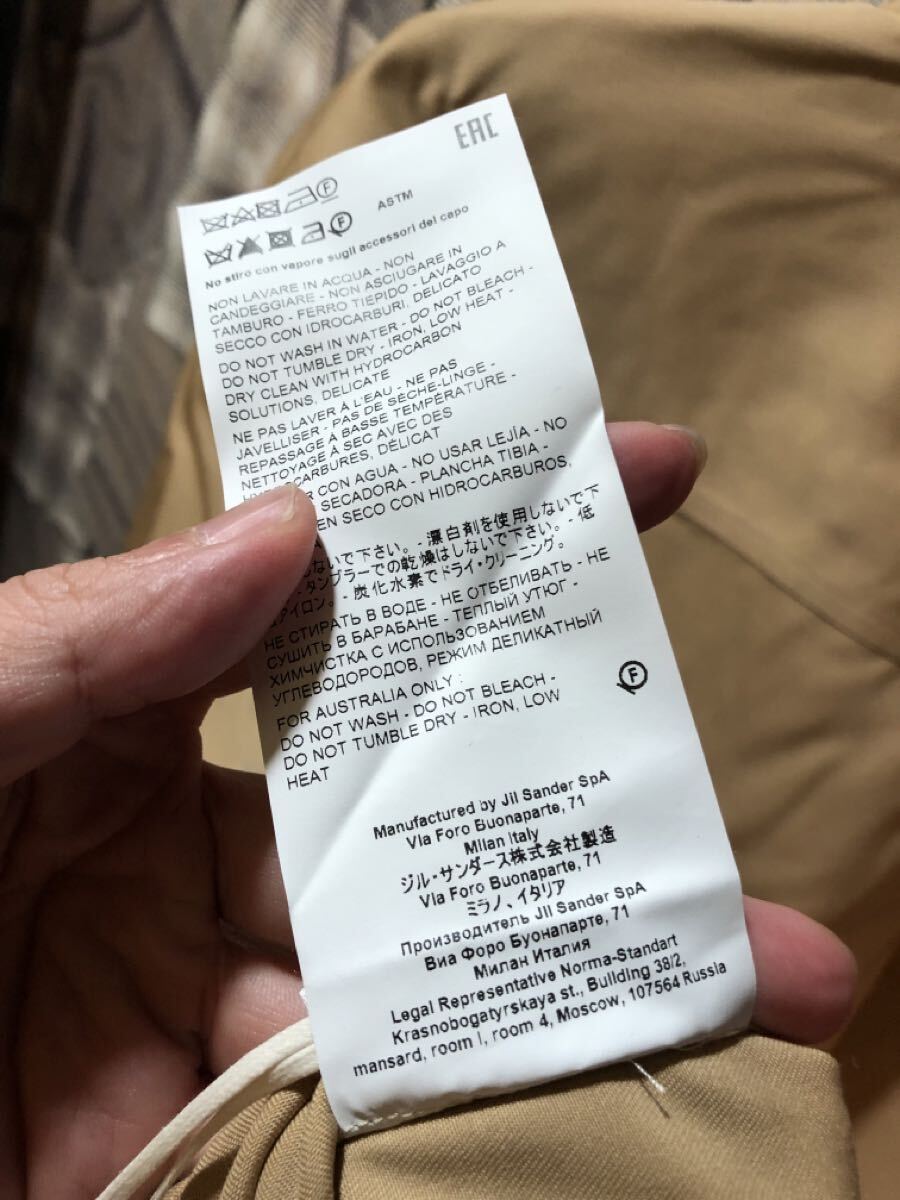 EAC
F
ASTM
F
No stiro con vapore sugli accessori del capo
NON LAVARE IN ACQUA - NON
CANDEGGIARE - NON ASCIUGARE IN
TAMBURO - FERRO TIEPIDO - LAVAGGIO A
SECCO CON IDROCARBURI, DELICATO
DO NOT WASH IN WATER - DO NOT BLEACH -
DO NOT TUMBLE DRY - IRON, LOW HEAT -
DRY CLEAN WITH HYDROCARBON
SOLUTIONS, DELICATE
NE PAS LAVER À L'EAU - NE PAS
JAVELLISER - PAS DE SÈCHE-LINGE -
REPASSAGE À BASSE TEMPÉRATURE -
NETTOYAGE À SEC AVEC DES
HYDROCARBURES, DÉLICAT
CON AGUA - NO USAR LEJÍA - NO
SECADORA - PLANCHA TIBIA -
EN SECO CON HIDROCARBUROS,
しないで下さい。 - 漂白剤を使用しないで下
- タンブラーでの乾燥はしないで下さい。 - 低
アイロン。 - 炭化水素でドライ・クリーニング。
НЕ СТИРАТЬ В ВОДЕ - НЕ ОТБЕЛИВАТЬ - НЕ
СУШИТЬ В БАРАБАНЕ - ТЕПЛЫЙ УТЮГ -
ХИМЧИСТКА С ИСПОЛЬЗОВАНИЕМ
УГЛЕВОДОРОДОВ, РЕЖИМ ДЕЛИКАТНЫЙ
FOR AUSTRALIA ONLY :
DO NOT WASH - DO NOT BLEACH -
DO NOT TUMBLE DRY - IRON, LOW
HEAT
F
Manufactured by Jil Sander SpA
Via Foro Buonaparte, 71
Milan Italy
ジル・サンダース株式会社製造
Via Foro Buonaparte, 71
ミラノ、イタリア
Производитель Jil Sander SpA
Виа Форо Буонапарте, 71
Милан Италия
Legal Representative Norma-Standart
Krasnobogatyrskaya st., Building 38/2,
mansard, room I, room 4, Moscow, 107564 Russia